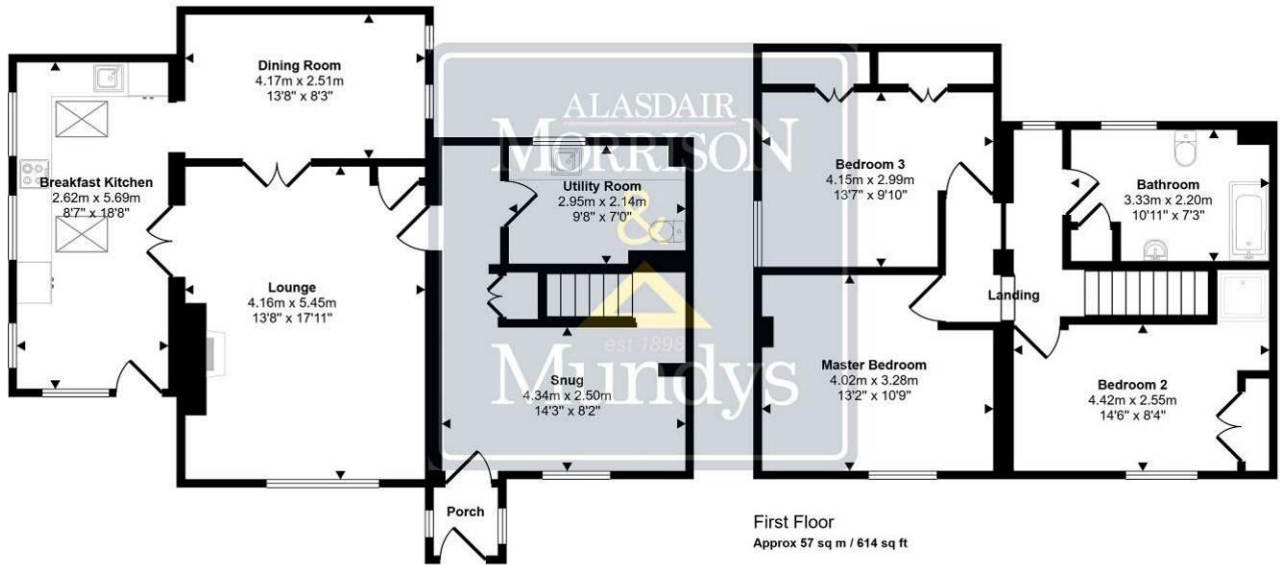 Dining Room
4.17m x 2.51m
13'8" x 8'3"
Breakfast Kitchen
2.62m x 5.69m
8'7" x 18'8"
Lounge
4.16m x 5.45m
13'8" x 17'11"
Utility Room
2.95m x 2.14m
9'8" x 7'0"
Snug
4.34m x 2.50m
14'3" x 8'2"
Porch
ALASDAIR
MORRISON
&
est 1898
Mundys
Bedroom 3
4.15m x 2.99m
13'7" x 9'10"
Bathroom
3.33m x 2.20m
10'11" x 7'3"
Landing
Master Bedroom
4.02m x 3.28m
13'2" x 10'9"
Bedroom 2
4.42m x 2.55m
14'6" x 8'4"
First Floor
Approx 57 sq m / 614 sq ft